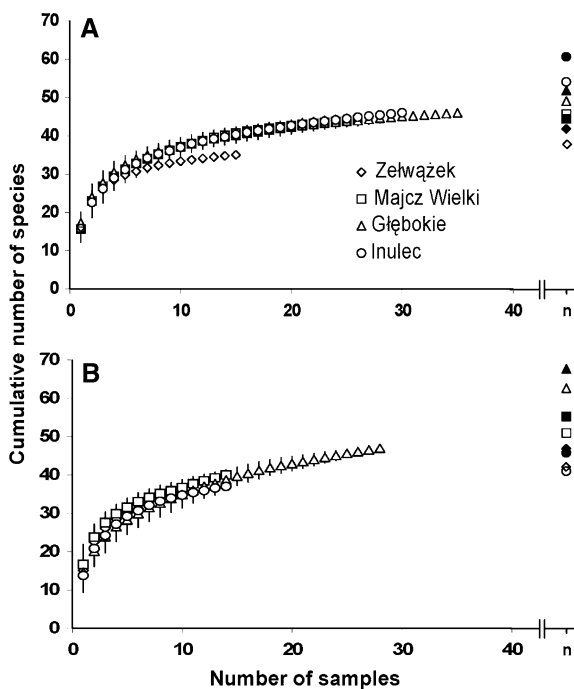 A
70
60
50
40
30
20
10
0
Zełwążek
Majcz Wielki
Głębokie
Inulec
0 10 20 30 40 n
Cumulative number of species
B
70
60
50
40
30
20
10
0
0 10 20 30 40 n
Number of samples